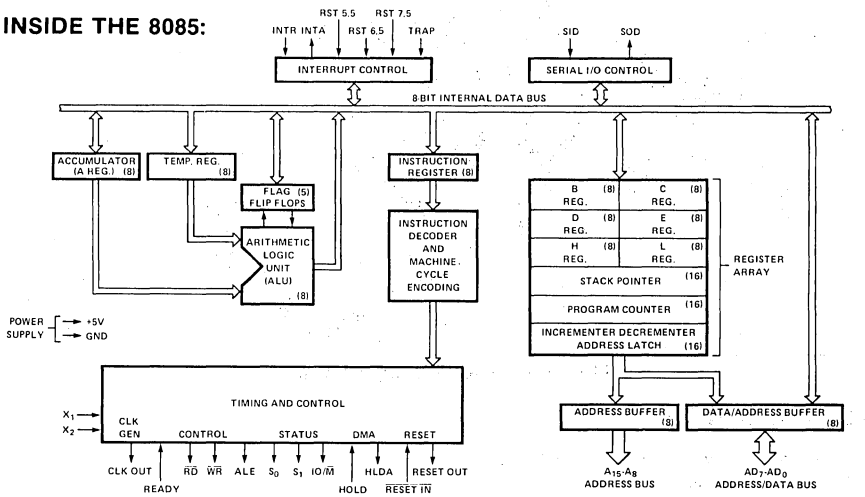 INSIDE THE 8085:
RST 5.5 RST 7.5
INTR INTA RST 6.5 TRAP
SID SOD
INTERRUPT CONTROL
SERIAL I/O CONTROL
8-BIT INTERNAL DATA BUS
ACCUMULATOR
(A REG.) (8)
TEMP. REG.
(8)
FLAG (5)
FLIP FLOPS
ARITHMETIC
LOGIC
UNIT
(ALU)
(8)
INSTRUCTION
REGISTER (8)
INSTRUCTION
DECODER
AND
MACHINE
CYCLE
ENCODING
B (8) C (8)
REG. REG.
D (8) E (8)
REG. REG.
H (8) L (8)
REG. REG.
STACK POINTER (16)
PROGRAM COUNTER (16)
INCREMENTER DECREMENTER
ADDRESS LATCH (16)
REGISTER
ARRAY
POWER
SUPPLY
+5V
GND
X₁
X₂
TIMING AND CONTROL
CLK
GEN CONTROL STATUS DMA RESET
CLK OUT R̅D̅ W̅R̅ ALE S₀ S₁ IO/M̅ HLDA RESET OUT
READY HOLD R̅E̅S̅E̅T̅ I̅N̅
ADDRESS BUFFER
(8)
DATA/ADDRESS BUFFER
(8)
A₁₅-A₈
ADDRESS BUS
AD₇-AD₀
ADDRESS/DATA BUS